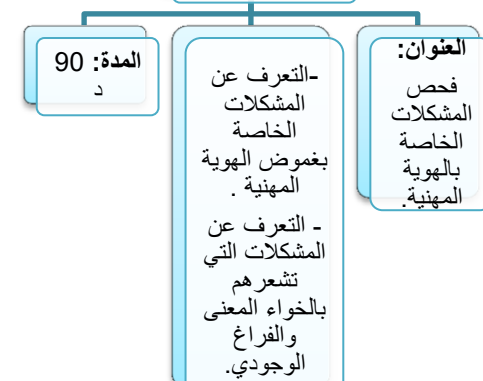 العنوان:
فحص
المشكلات
الخاصة
بالهوية
المهنية.
-التعرف عن
المشكلات
الخاصة
بغموض الهوية
المهنية .
- التعرف عن
المشكلات التي
تشعرهم
بالخواء المعنى
والفراغ
الوجودي.
المدة: 90
د